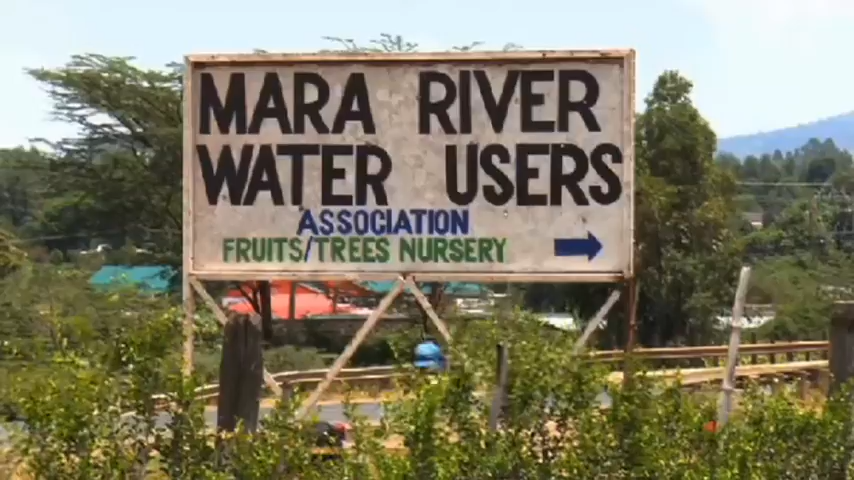 MARA RIVER
WATER USERS
ASSOCIATION
FRUITS/TREES NURSERY